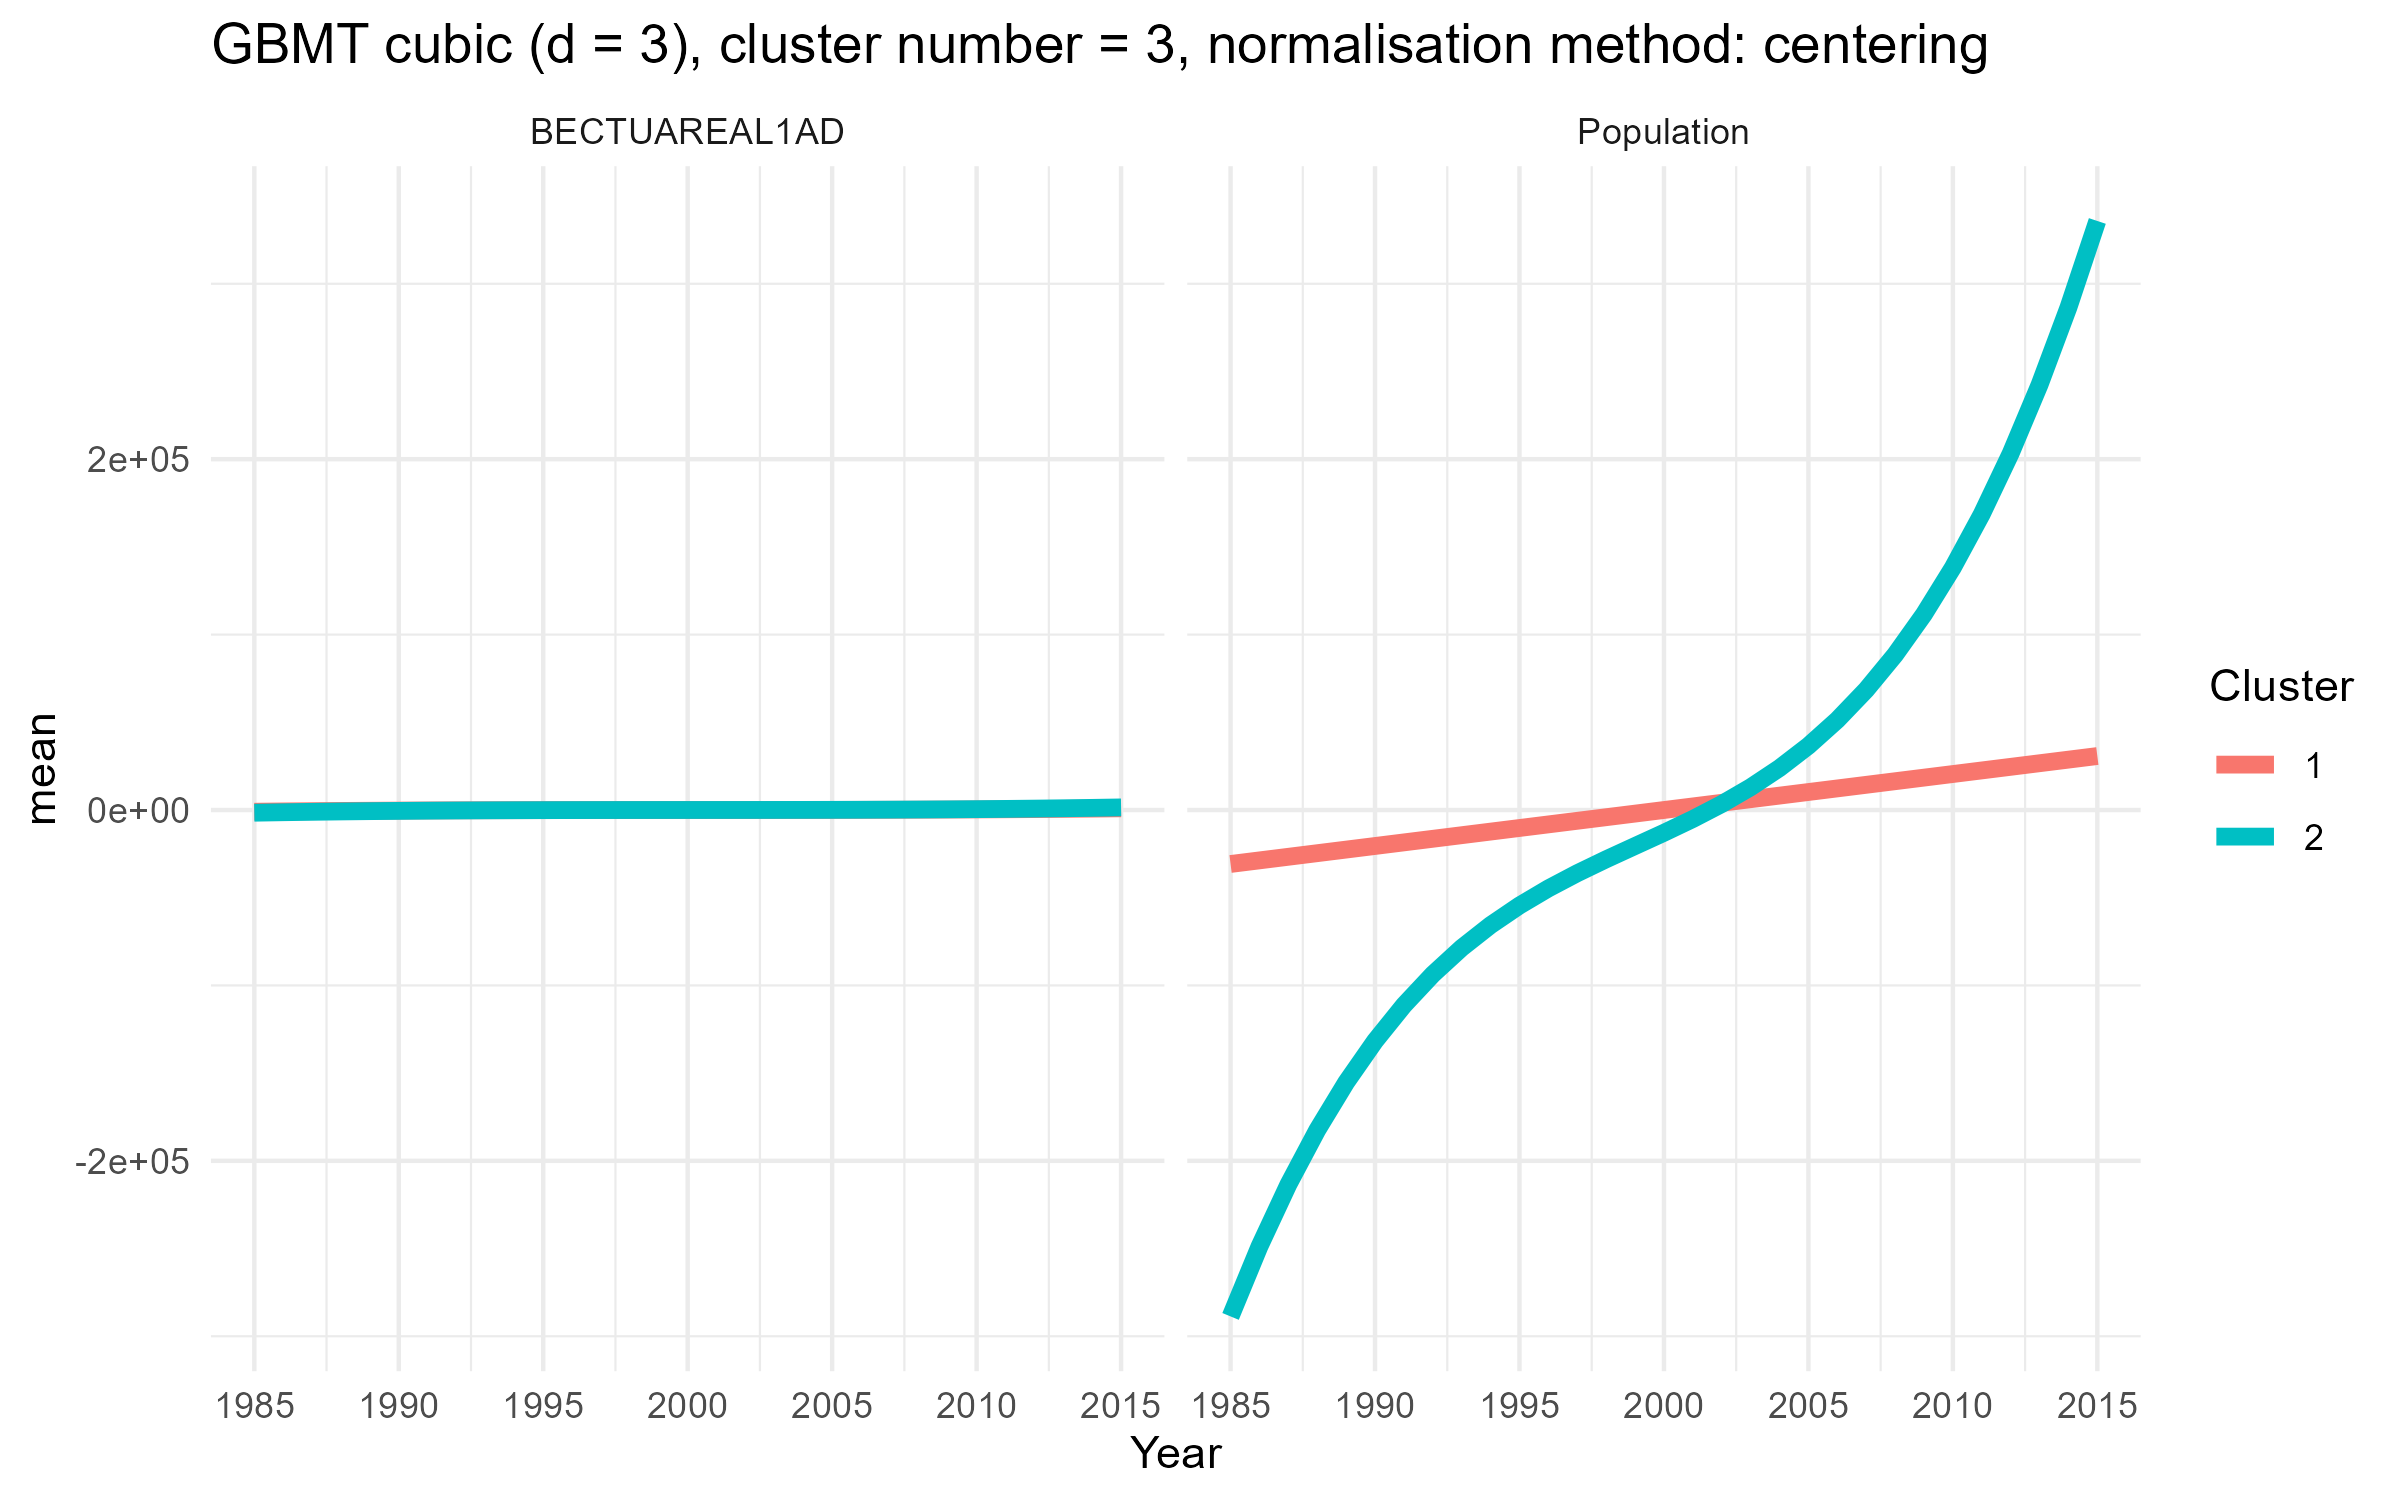 GBMT cubic (d = 3), cluster number = 3, normalisation method: centering
BECTUAREAL1AD
Population
2e+05
0e+00
-2e+05
mean
1985 1990 1995 2000 2005 2010 2015
1985 1990 1995 2000 2005 2010 2015
Year
Cluster
1
2